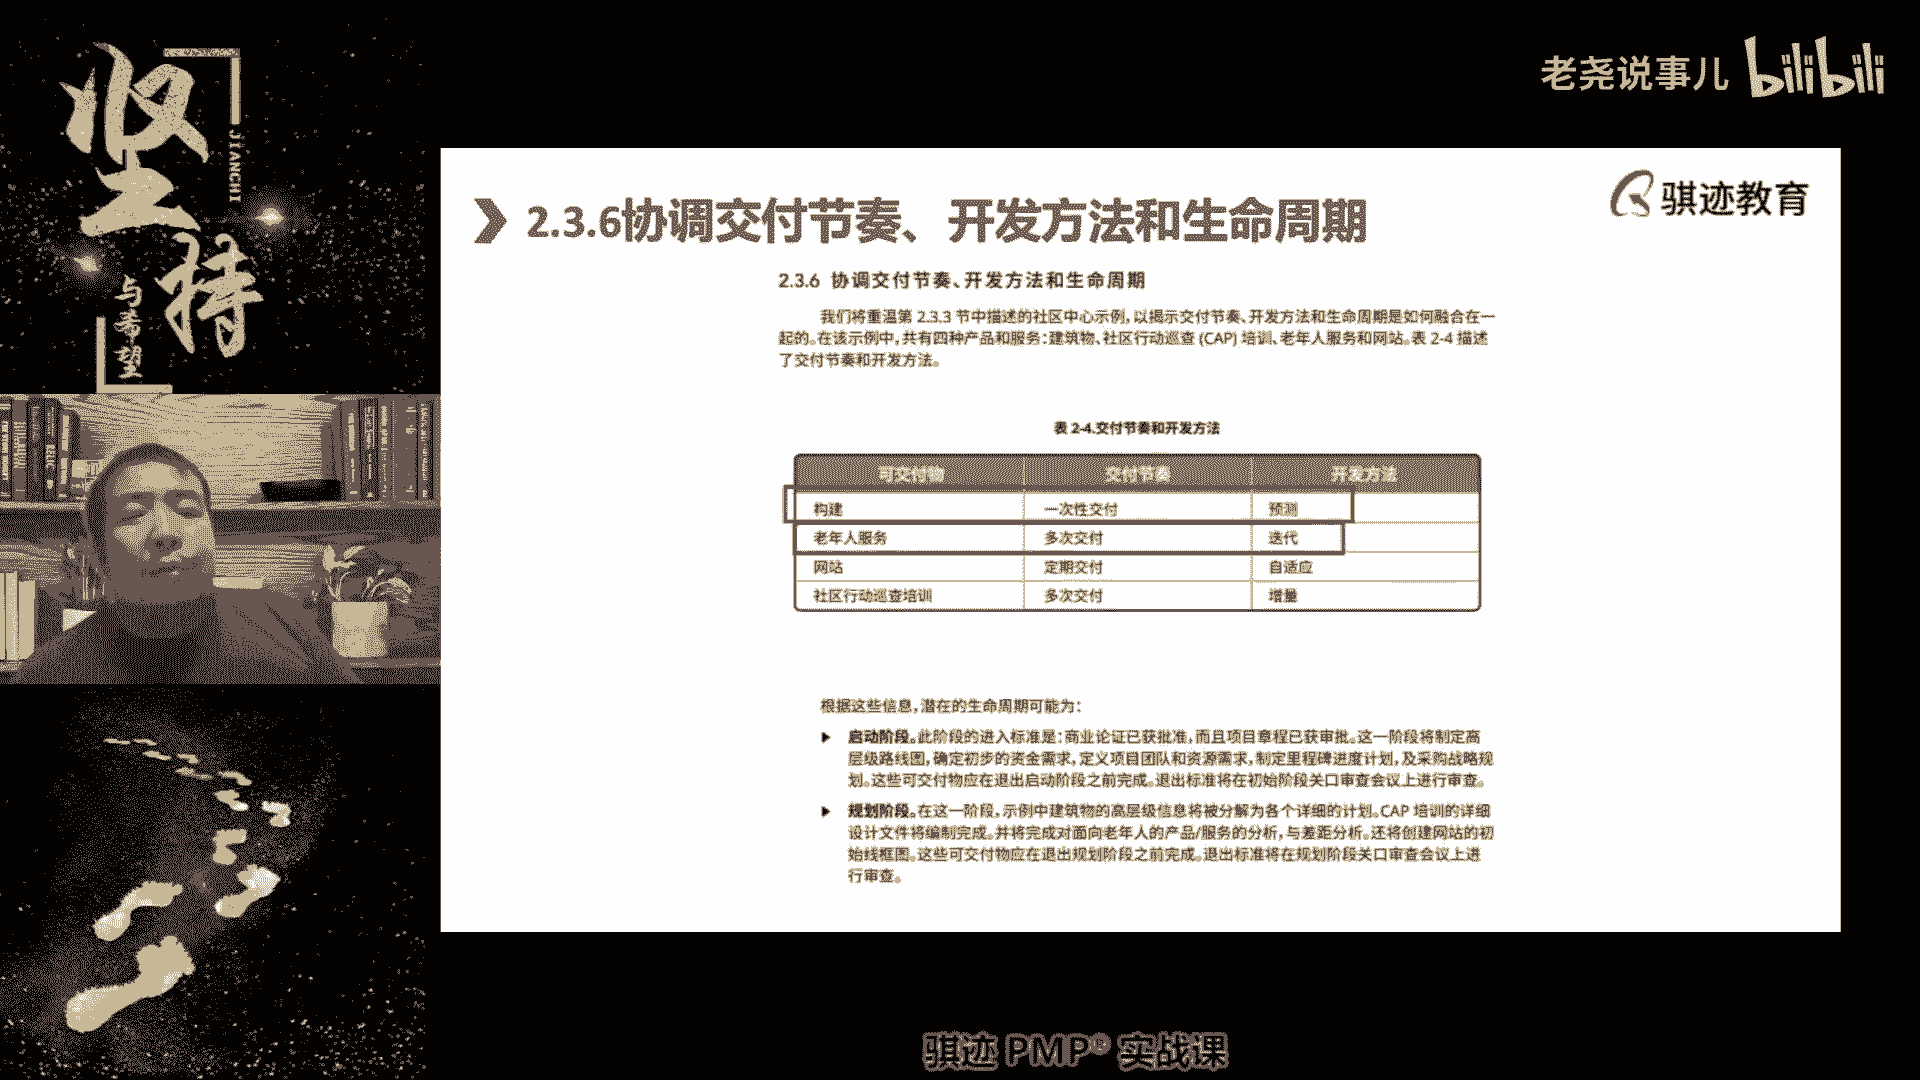 坚
JIANCHI
持
与希望
老尧说事儿 bilibili
骐迹教育
2.3.6协调交付节奏、开发方法和生命周期
2.3.6 协调交付节奏、开发方法和生命周期
我们将重温第 2.3.3 节中描述的社区中心示例，以揭示交付节奏、开发方法和生命周期是如何融合在一
起的。在该示例中，共有四种产品和服务：建筑物、社区行动巡查 (CAP) 培训、老年人服务和网站。表 2-4 描述
了交付节奏和开发方法。
表 2-4.交付节奏和开发方法
可交付物 交付节奏 开发方法
构建 一次性交付 预测
老年人服务 多次交付 迭代
网站 定期交付 自适应
社区行动巡查培训 多次交付 增量
根据这些信息，潜在的生命周期可能为：
启动阶段。此阶段的进入标准是：商业论证已获批准，而且项目章程已获审批。这一阶段将制定高
层级路线图，确定初步的资金需求，定义项目团队和资源需求，制定里程碑进度计划，及采购战略规
划。这些可交付物应在退出启动阶段之前完成。退出标准将在初始阶段关口审查会议上进行审查。
规划阶段。在这一阶段，示例中建筑物的高层级信息将被分解为各个详细的计划。CAP 培训的详细
设计文件将编制完成。并将完成对面向老年人的产品/服务的分析，与差距分析。还将创建网站的初
始线框图。这些可交付物应在退出规划阶段之前完成。退出标准将在规划阶段关口审查会议上进
行审查。
骐迹 PMP® 实战课